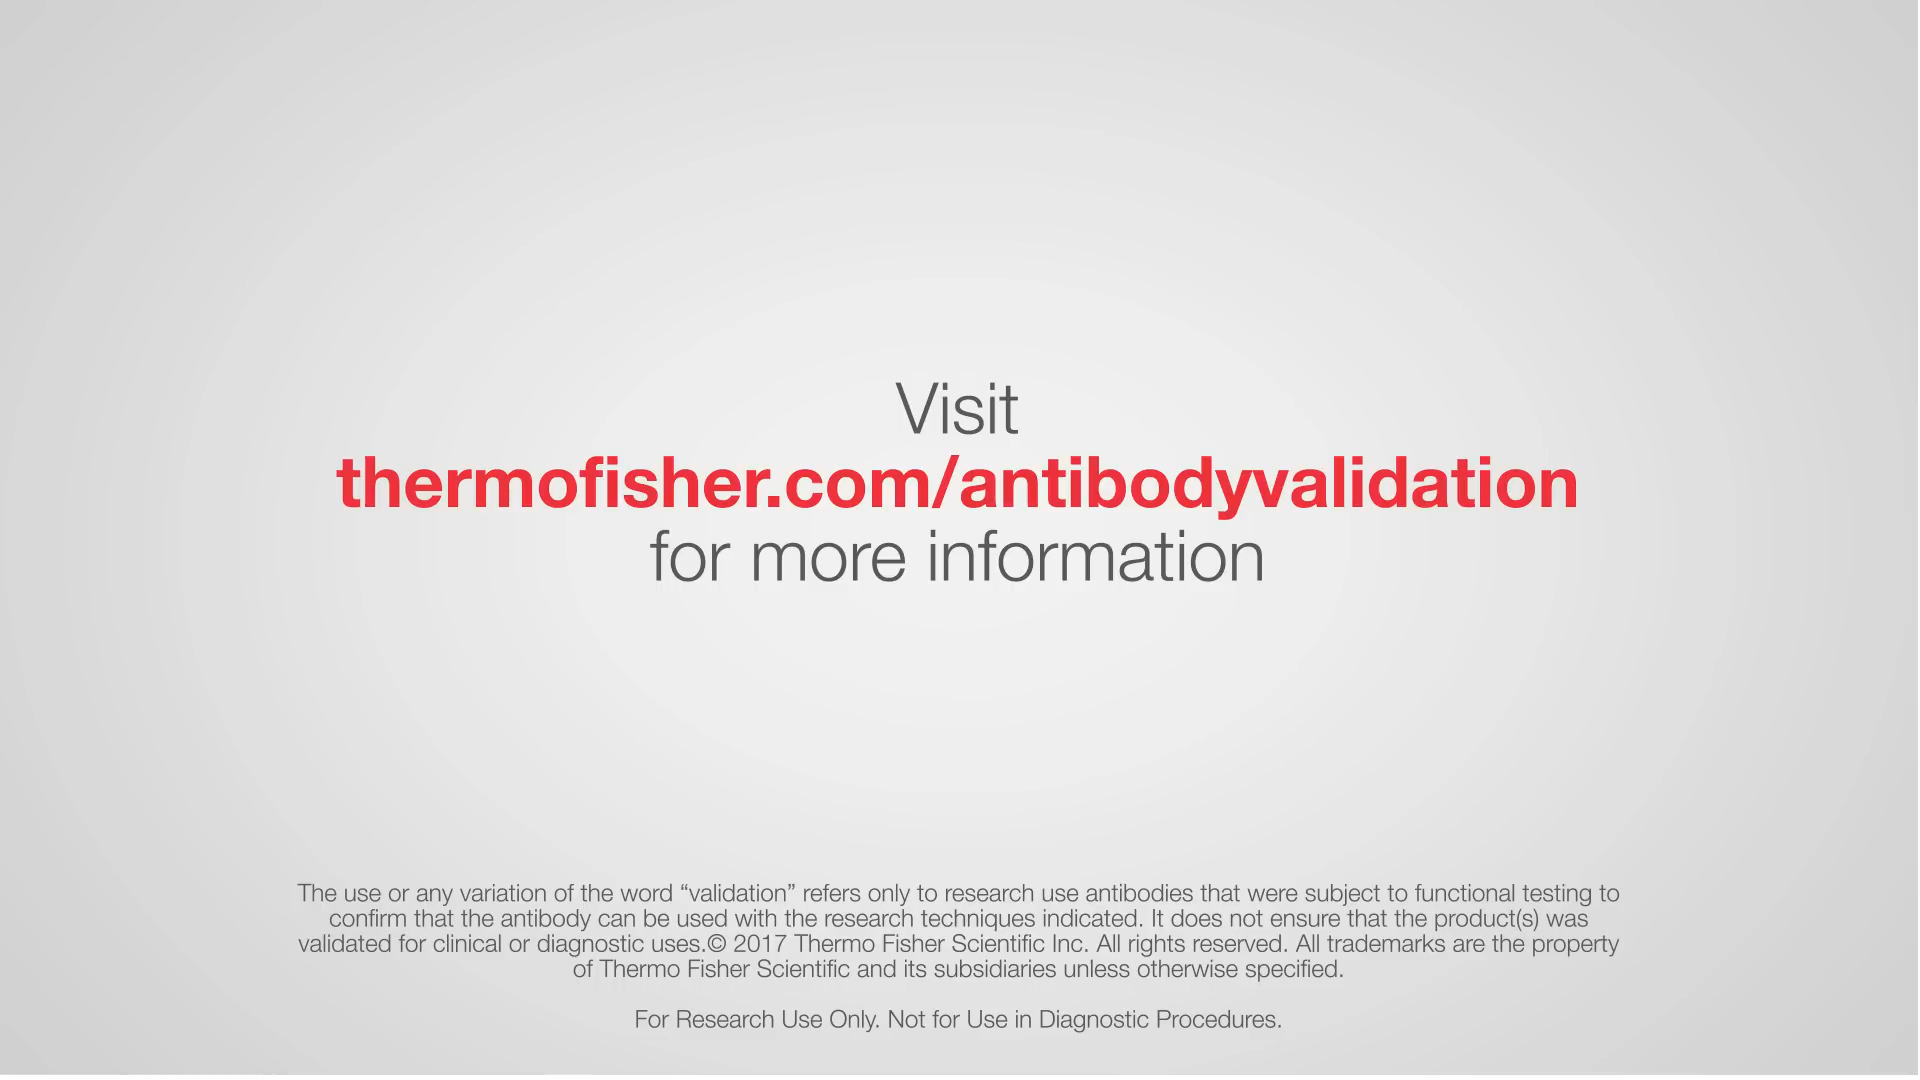 Visit
thermofisher.com/antibodyvalidation
for more information
The use or any variation of the word “validation” refers only to research use antibodies that were subject to functional testing to
confirm that the antibody can be used with the research techniques indicated. It does not ensure that the product(s) was
validated for clinical or diagnostic uses.© 2017 Thermo Fisher Scientific Inc. All rights reserved. All trademarks are the property
of Thermo Fisher Scientific and its subsidiaries unless otherwise specified.
For Research Use Only. Not for Use in Diagnostic Procedures.